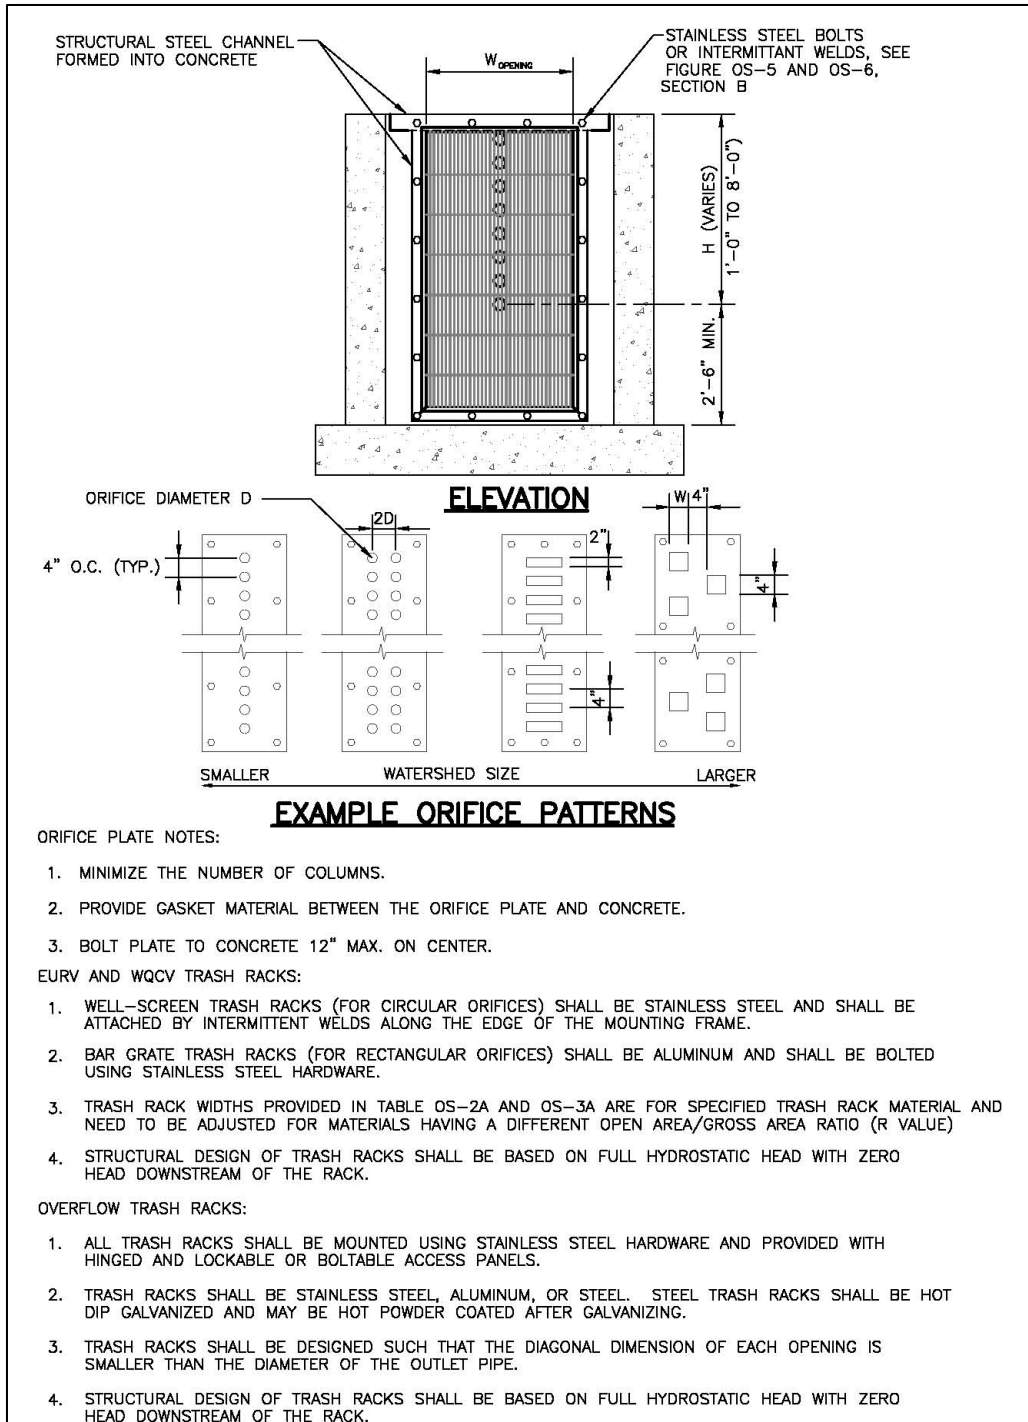 STRUCTURAL STEEL CHANNEL
FORMED INTO CONCRETE
W OPENING
STAINLESS STEEL BOLTS
OR INTERMITTANT WELDS, SEE
FIGURE OS-5 AND OS-6,
SECTION B
H (VARIES)
1'-0" TO 8'-0")
2'-6" MIN.
ELEVATION
ORIFICE DIAMETER D
2D
2"
W 4"
4" O.C. (TYP.)
4"
4"
SMALLER
WATERSHED SIZE
LARGER
EXAMPLE ORIFICE PATTERNS
ORIFICE PLATE NOTES:
1. MINIMIZE THE NUMBER OF COLUMNS.
2. PROVIDE GASKET MATERIAL BETWEEN THE ORIFICE PLATE AND CONCRETE.
3. BOLT PLATE TO CONCRETE 12" MAX. ON CENTER.
EURV AND WQCV TRASH RACKS:
1. WELL-SCREEN TRASH RACKS (FOR CIRCULAR ORIFICES) SHALL BE STAINLESS STEEL AND SHALL BE
ATTACHED BY INTERMITTENT WELDS ALONG THE EDGE OF THE MOUNTING FRAME.
2. BAR GRATE TRASH RACKS (FOR RECTANGULAR ORIFICES) SHALL BE ALUMINUM AND SHALL BE BOLTED
USING STAINLESS STEEL HARDWARE.
3. TRASH RACK WIDTHS PROVIDED IN TABLE OS-2A AND OS-3A ARE FOR SPECIFIED TRASH RACK MATERIAL AND
NEED TO BE ADJUSTED FOR MATERIALS HAVING A DIFFERENT OPEN AREA/GROSS AREA RATIO (R VALUE)
4. STRUCTURAL DESIGN OF TRASH RACKS SHALL BE BASED ON FULL HYDROSTATIC HEAD WITH ZERO
HEAD DOWNSTREAM OF THE RACK.
OVERFLOW TRASH RACKS:
1. ALL TRASH RACKS SHALL BE MOUNTED USING STAINLESS STEEL HARDWARE AND PROVIDED WITH
HINGED AND LOCKABLE OR BOLTABLE ACCESS PANELS.
2. TRASH RACKS SHALL BE STAINLESS STEEL, ALUMINUM, OR STEEL. STEEL TRASH RACKS SHALL BE HOT
DIP GALVANIZED AND MAY BE HOT POWDER COATED AFTER GALVANIZING.
3. TRASH RACKS SHALL BE DESIGNED SUCH THAT THE DIAGONAL DIMENSION OF EACH OPENING IS
SMALLER THAN THE DIAMETER OF THE OUTLET PIPE.
4. STRUCTURAL DESIGN OF TRASH RACKS SHALL BE BASED ON FULL HYDROSTATIC HEAD WITH ZERO
HEAD DOWNSTREAM OF THE RACK.